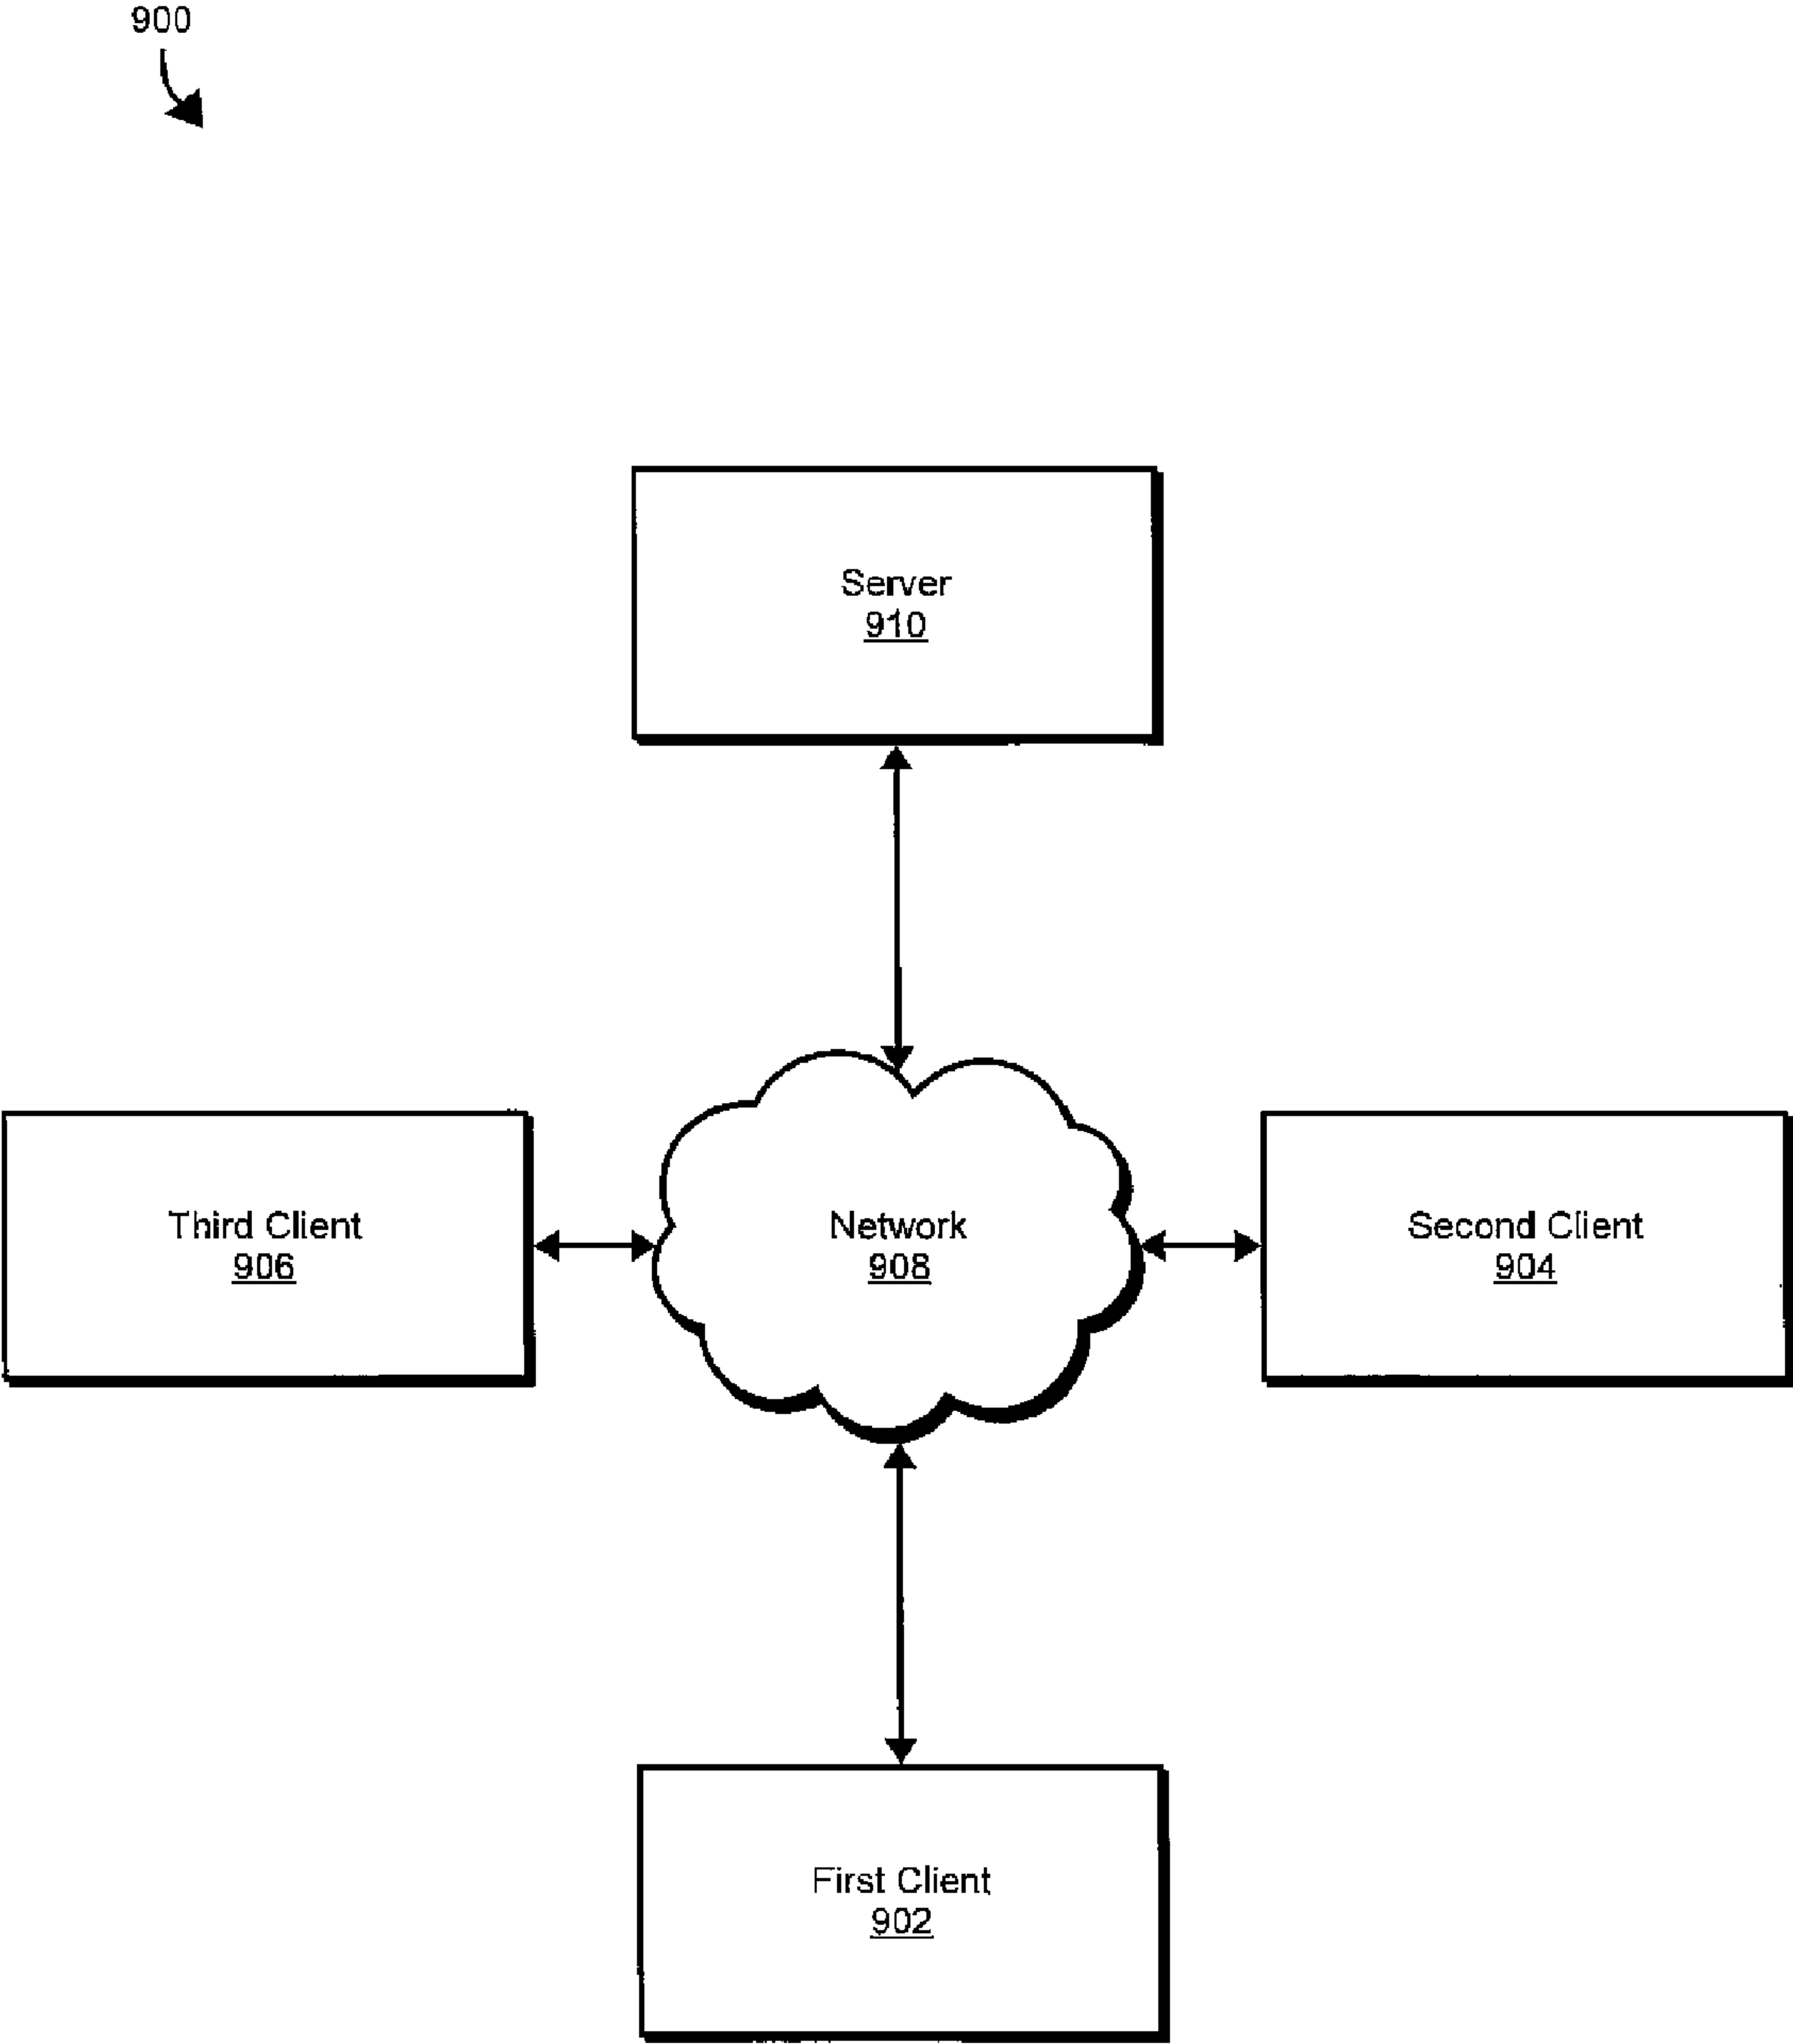 900
Server
910
Third Client
906
Network
908
Second Client
904
First Client
902